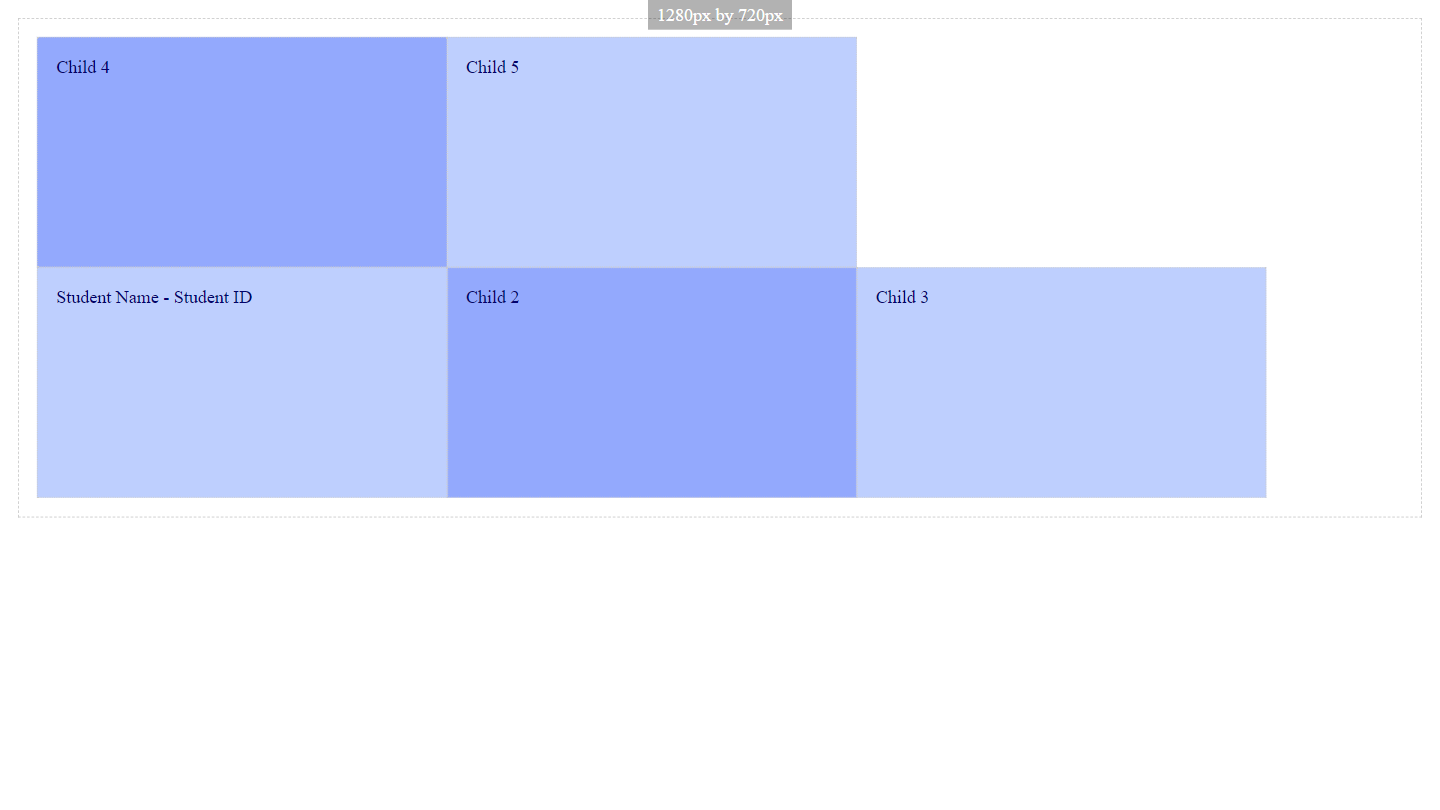 1280px by 720px
Child 4
Child 5
Student Name - Student ID
Child 2
Child 3